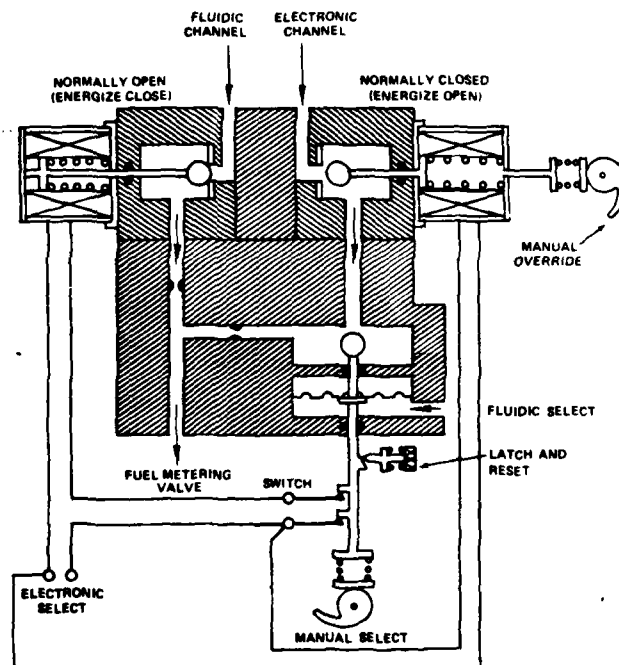 FLUIDIC
CHANNEL
ELECTRONIC
CHANNEL
NORMALLY OPEN
(ENERGIZE CLOSE)
NORMALLY CLOSED
(ENERGIZE OPEN)
MANUAL
OVERRIDE
FLUIDIC SELECT
LATCH AND
RESET
FUEL METERING
VALVE
SWITCH
ELECTRONIC
SELECT
MANUAL SELECT